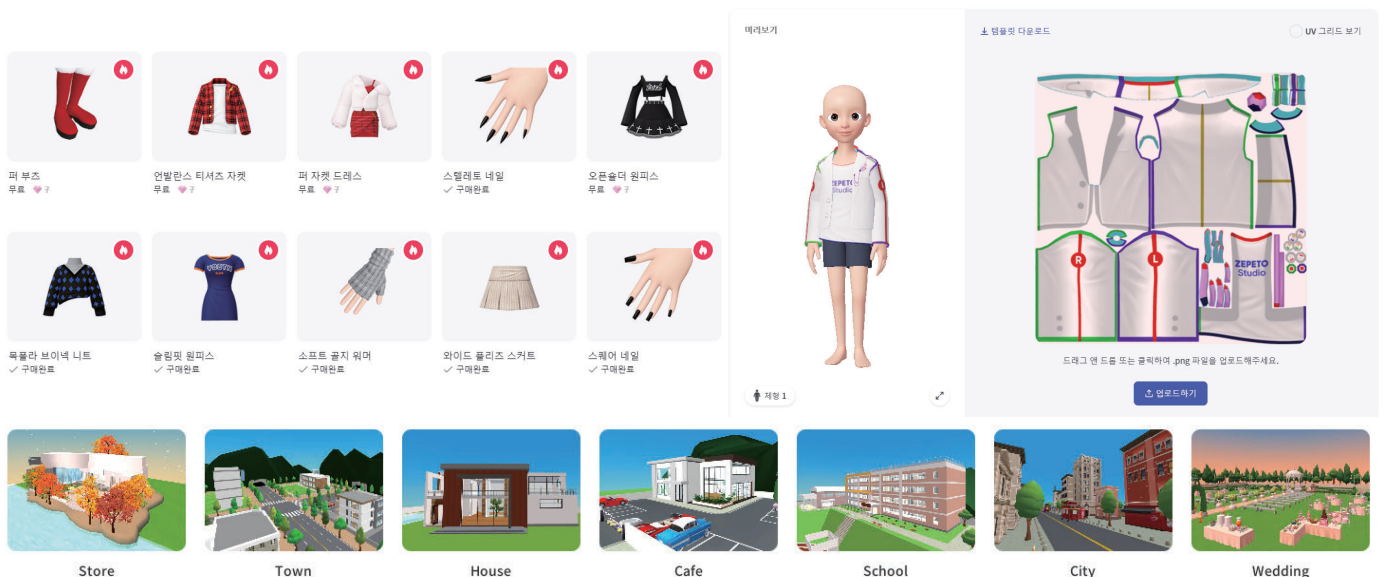 퍼 부츠
무료 7
언발란스 티셔츠 자켓
무료 7
퍼 자켓 드레스
무료 7
스텔레토 네일
구매완료
오픈숄더 원피스
무료 7
목폴라 브이넥 니트
구매완료
YOUTH
슬림핏 원피스
구매완료
소프트 골지 워머
구매완료
와이드 플리즈 스커트
구매완료
스퀘어 네일
구매완료
미리보기
ZEPETO
Studio
체형 1
템플릿 다운로드
UV 그리드 보기
R
L
ZEPETO
Studio
드래그 앤 드롭 또는 클릭하여 .png 파일을 업로드해주세요.
업로드하기
Store
Town
House
Cafe
School
City
Wedding